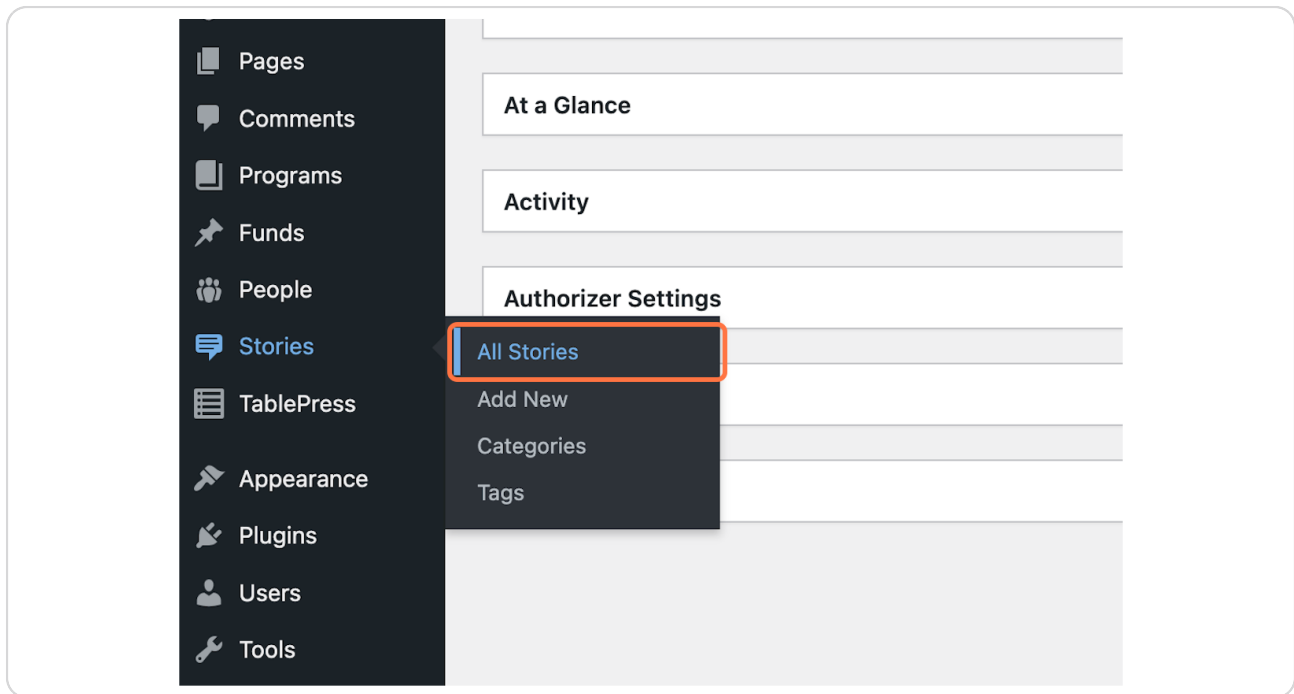 Pages
Comments
Programs
Funds
People
Stories
TablePress
Appearance
Plugins
Users
Tools
At a Glance
Activity
Authorizer Settings
All Stories
Add New
Categories
Tags